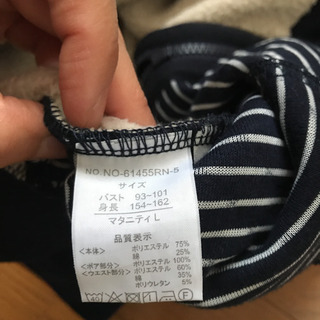 NO. NO-61455RN-5
サイズ
バスト 93~101
身長 154~162
マタニティ L
品質表示
<本体> ポリエステル 75%
綿 25%
<ボア部分> ポリエステル 100%
<ウエスト部分> ポリエステル 60%
綿 35%
ポリウレタン 5%